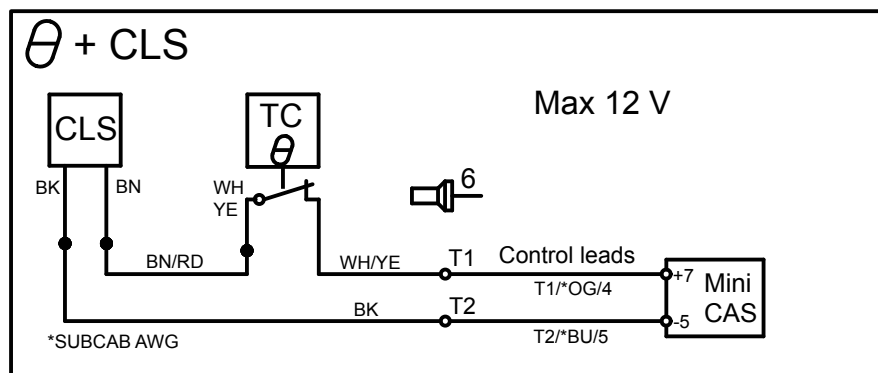 θ + CLS
Max 12 V
CLS
TC
θ
BK
BN
WH
YE
6
BN/RD
WH/YE
T1
Control leads
T1/*OG/4
+7
Mini
CAS
BK
T2
T2/*BU/5
-5
*SUBCAB AWG